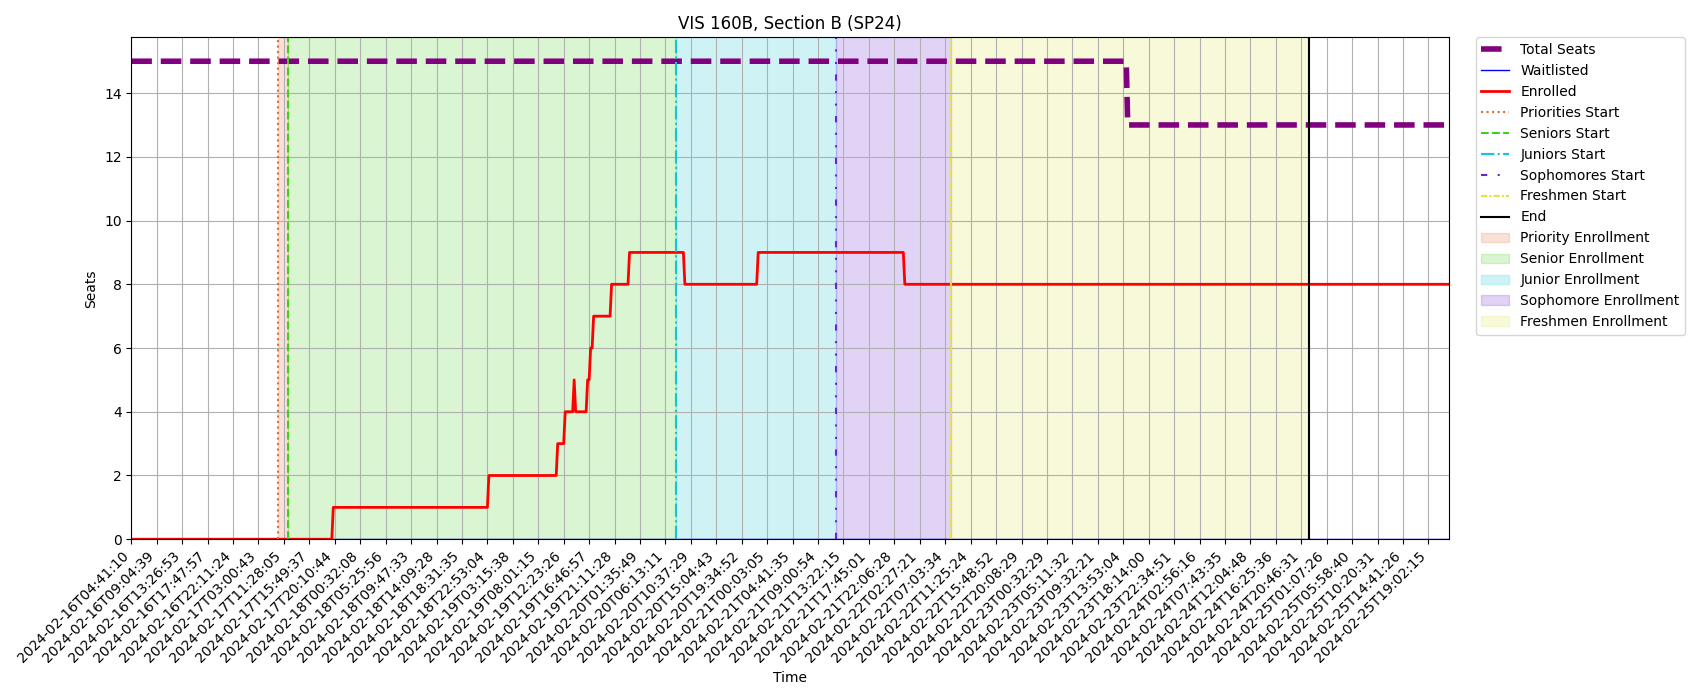 VIS 160B, Section B (SP24)
Seats
14
12
10
8
6
4
2
0
2024-02-16T04:41:10
2024-02-16T09:04:39
2024-02-16T13:26:53
2024-02-16T17:47:57
2024-02-16T22:11:24
2024-02-17T03:00:43
2024-02-17T11:28:05
2024-02-17T15:49:37
2024-02-17T20:10:44
2024-02-18T00:32:08
2024-02-18T05:25:56
2024-02-18T09:47:33
2024-02-18T14:09:28
2024-02-18T18:31:35
2024-02-18T22:53:04
2024-02-19T03:15:38
2024-02-19T08:01:15
2024-02-19T12:23:26
2024-02-19T16:46:57
2024-02-19T21:11:28
2024-02-20T01:35:49
2024-02-20T06:13:11
2024-02-20T10:37:29
2024-02-20T15:04:43
2024-02-20T19:34:52
2024-02-21T00:03:05
2024-02-21T04:41:35
2024-02-21T09:00:54
2024-02-21T13:22:15
2024-02-21T17:45:01
2024-02-21T22:06:28
2024-02-22T02:27:21
2024-02-22T07:03:34
2024-02-22T11:25:24
2024-02-22T15:48:52
2024-02-22T20:08:29
2024-02-23T00:32:29
2024-02-23T05:11:32
2024-02-23T09:32:21
2024-02-23T13:53:04
2024-02-23T18:14:00
2024-02-23T22:34:51
2024-02-24T02:56:16
2024-02-24T07:43:35
2024-02-24T12:04:48
2024-02-24T16:25:36
2024-02-24T20:46:31
2024-02-25T01:07:26
2024-02-25T05:58:40
2024-02-25T10:20:31
2024-02-25T14:41:26
2024-02-25T19:02:15
Time
Total Seats
Waitlisted
Enrolled
Priorities Start
Seniors Start
Juniors Start
Sophomores Start
Freshmen Start
End
Priority Enrollment
Senior Enrollment
Junior Enrollment
Sophomore Enrollment
Freshmen Enrollment